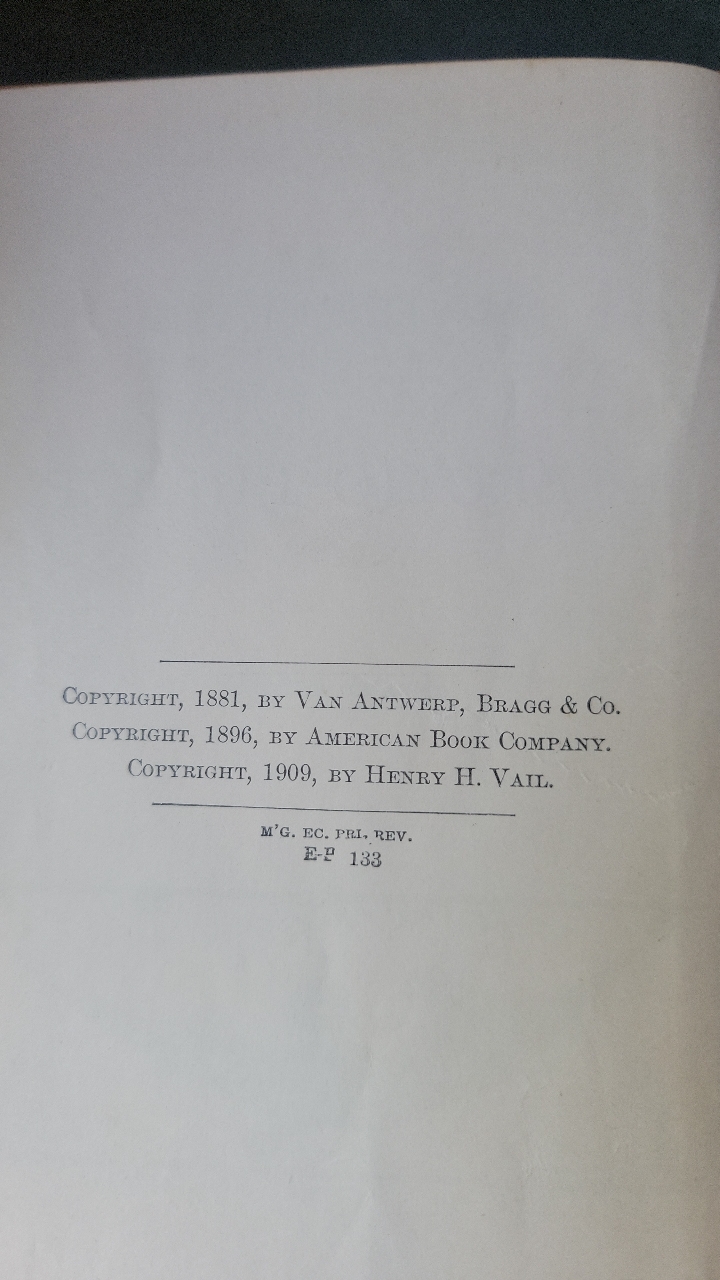 Copyright, 1881, by Van Antwerp, Bragg & Co.
Copyright, 1896, by American Book Company.
Copyright, 1909, by Henry H. Vail.
M'G. EC. PRI. REV.
E-P 133